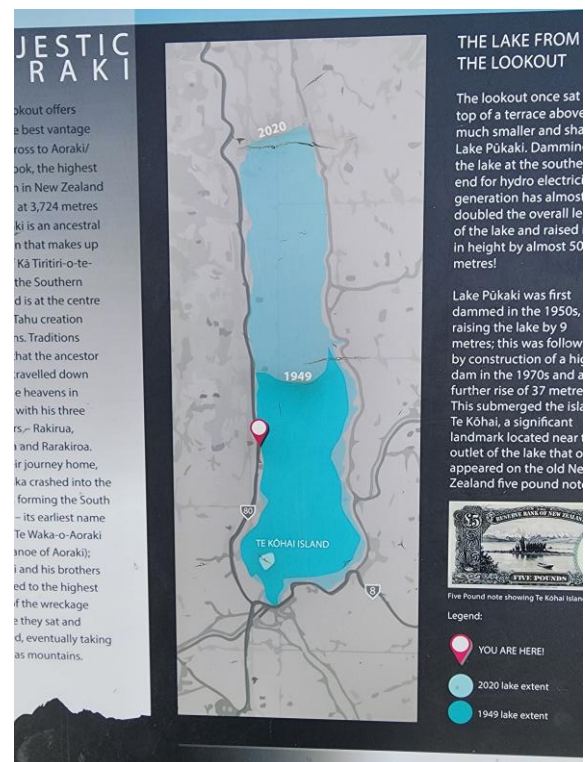 JESTIC
RAKI
okout offers
e best vantage
ross to Aoraki/
ook, the highest
n in New Zealand
at 3,724 metres
ki is an ancestral
n that makes up
Kā Tiritiri-o-te-
the Southern
d is at the centre
Tahu creation
ns. Traditions
hat the ancestor
travelled down
e heavens in
with his three
rs,– Rakirua,
a and Rarakiroa.
ir journey home,
ka crashed into the
forming the South
– its earliest name
Te Waka-o-Aoraki
anoe of Aoraki);
i and his brothers
ed to the highest
f the wreckage
e they sat and
d, eventually taking
as mountains.
2020
1949
80
TE KŌHAI ISLAND
8
THE LAKE FROM
THE LOOKOUT
The lookout once sat
top of a terrace above
much smaller and sha
Lake Pūkaki. Damming
the lake at the southe
end for hydro electrici
generation has almost
doubled the overall le
of the lake and raised i
in height by almost 50
metres!
Lake Pūkaki was first
dammed in the 1950s,
raising the lake by 9
metres; this was follow
by construction of a hig
dam in the 1970s and a
further rise of 37 metre
This submerged the isla
Te Kōhai, a significant
landmark located near t
outlet of the lake that o
appeared on the old Ne
Zealand five pound note
£5
RESERVE BANK OF NEW ZEALAN
FIVE POUNDS
Five Pound note showing Te Kōhai Island
Legend:
YOU ARE HERE!
2020 lake extent
1949 lake extent